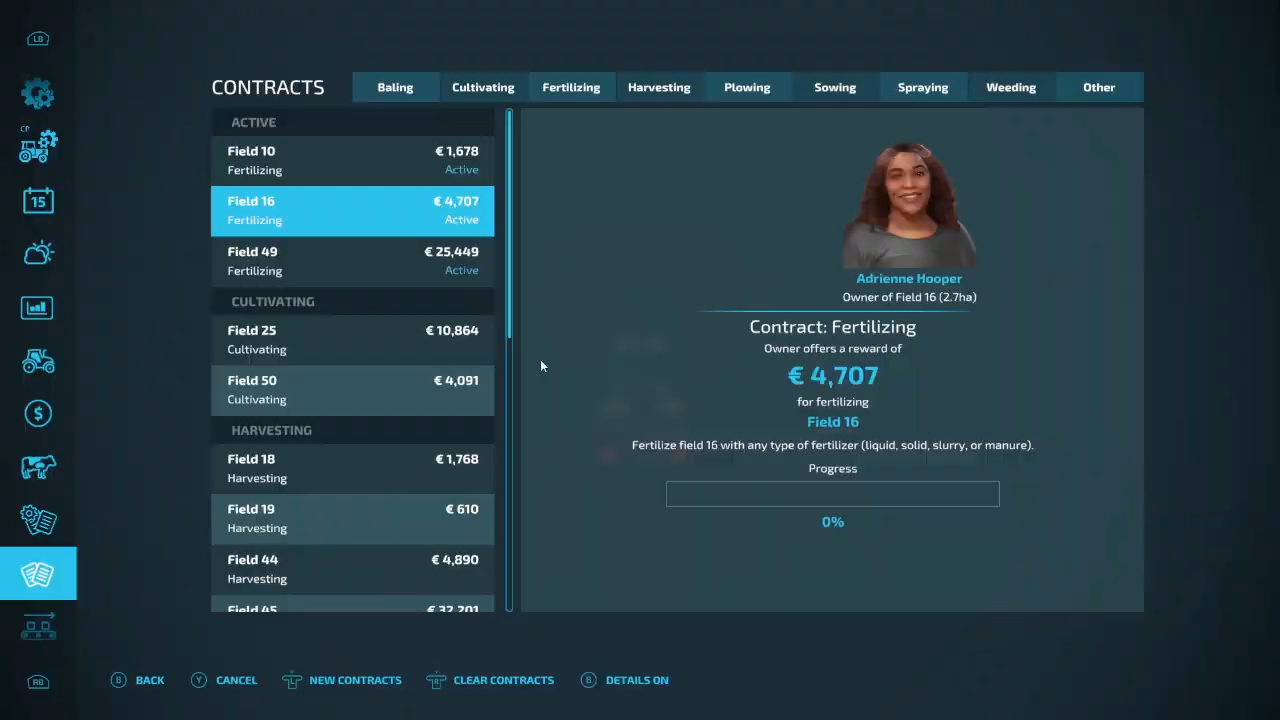 LB
CONTRACTS
Baling Cultivating Fertilizing Harvesting Plowing Sowing Spraying Weeding Other
CP
15
$
RB
ACTIVE
Field 10 € 1,678
Fertilizing Active
Field 16 € 4,707
Fertilizing Active
Field 49 € 25,449
Fertilizing Active
CULTIVATING
Field 25 € 10,864
Cultivating
Field 50 € 4,091
Cultivating
HARVESTING
Field 18 € 1,768
Harvesting
Field 19 € 610
Harvesting
Field 44 € 4,890
Harvesting
Field 45 € 32,201
Adrienne Hooper
Owner of Field 16 (2.7ha)
Contract: Fertilizing
Owner offers a reward of
€ 4,707
for fertilizing
Field 16
Fertilize field 16 with any type of fertilizer (liquid, solid, slurry, or manure).
Progress
0%
B BACK Y CANCEL NEW CONTRACTS CLEAR CONTRACTS B DETAILS ON